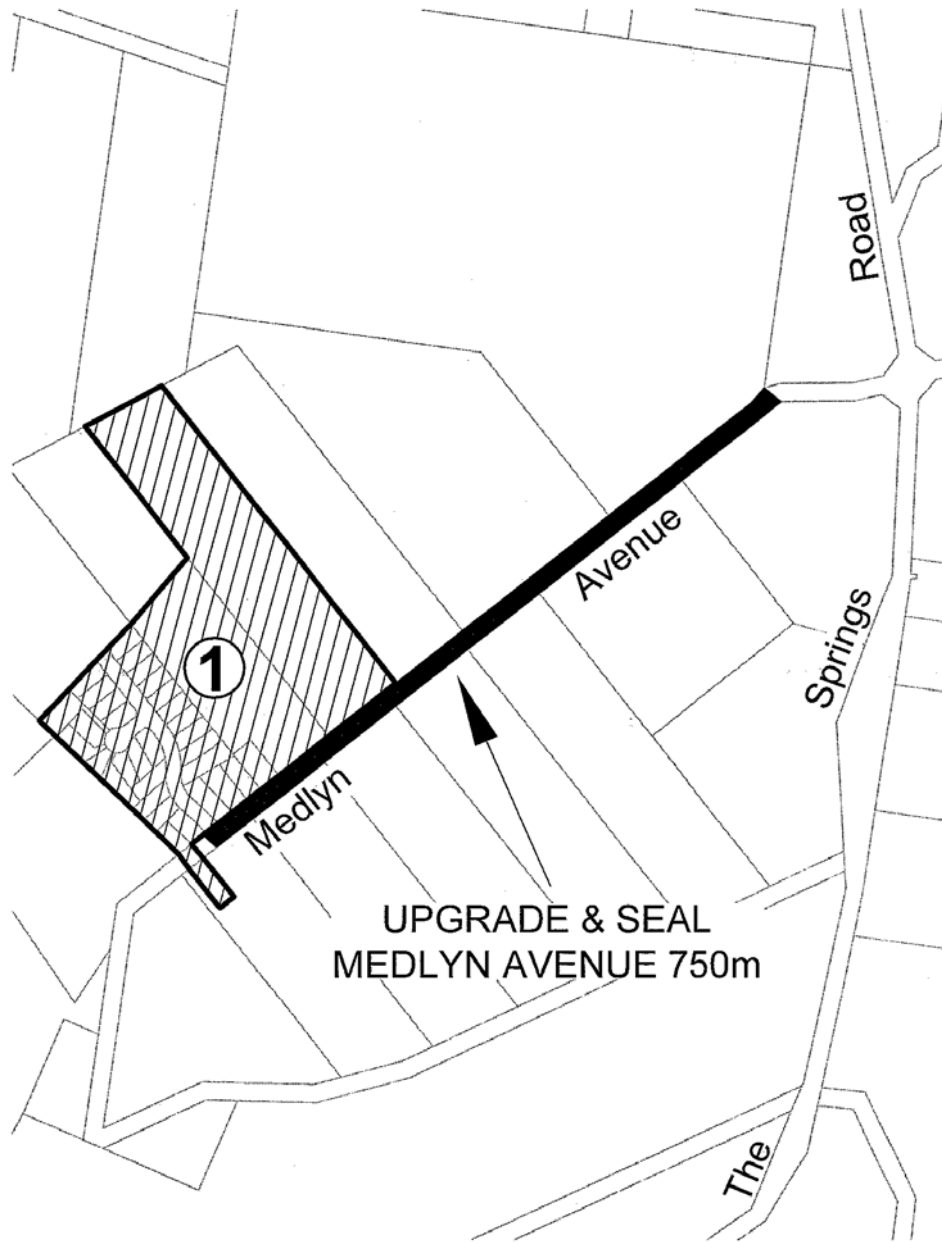 Road
Avenue
Springs
1
Medlyn
UPGRADE & SEAL
MEDLYN AVENUE 750m
The